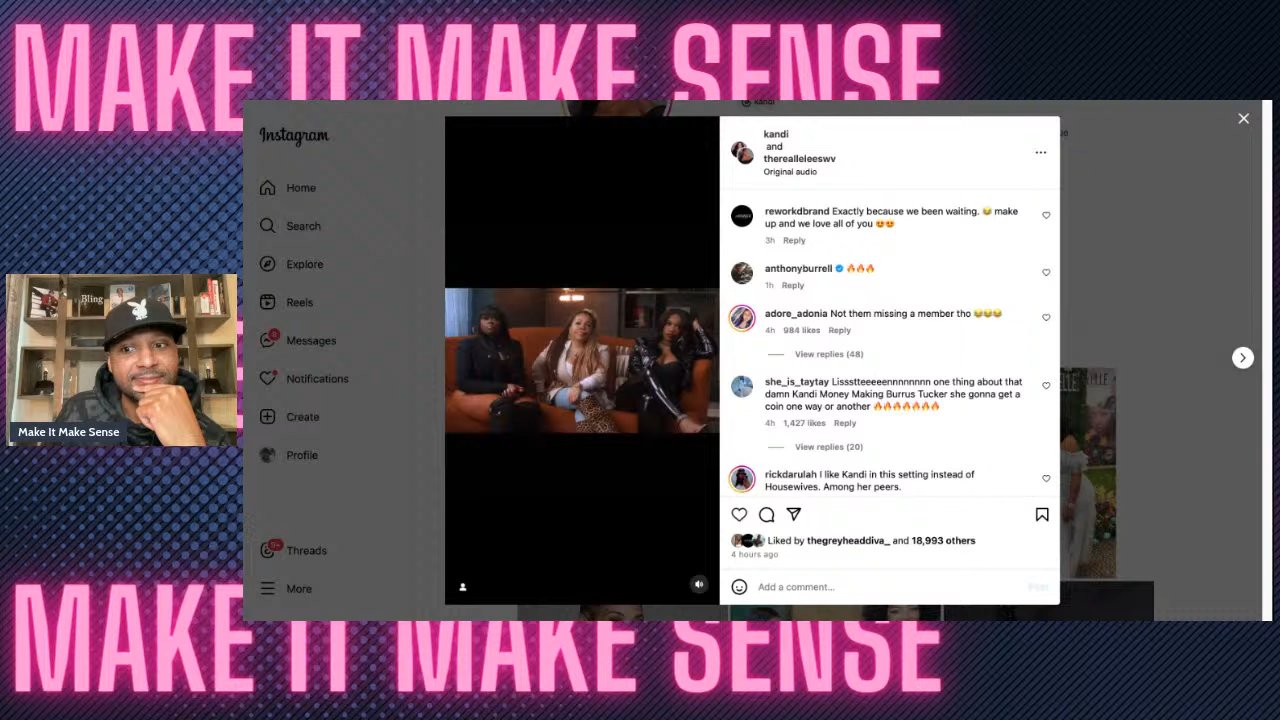 MAKE IT MAKE SENSE
kandi
Instagram
kandi
and
therealleleeswv
Original audio
Home
Search
Explore
Reels
Messages
Notifications
Create
Profile
Threads
More
Bling
Make It Make Sense
reworkdbrand Exactly because we been waiting. 😂 make
up and we love all of you 😍😍
3h Reply
anthonyburrell 🔥🔥🔥
1h Reply
adore_adonia Not them missing a member tho 😂😂😂
4h 984 likes Reply
View replies (48)
she_is_taytay Lisssttteeeeennnnnnnn one thing about that
damn Kandi Money Making Burrus Tucker she gonna get a
coin one way or another 🔥🔥🔥🔥🔥🔥🔥
4h 1,427 likes Reply
View replies (20)
rickdarulah I like Kandi in this setting instead of
Housewives. Among her peers.
Liked by thegreyheaddiva_ and 18,993 others
4 hours ago
Add a comment...
Post
MAKE IT MAKE SENSE